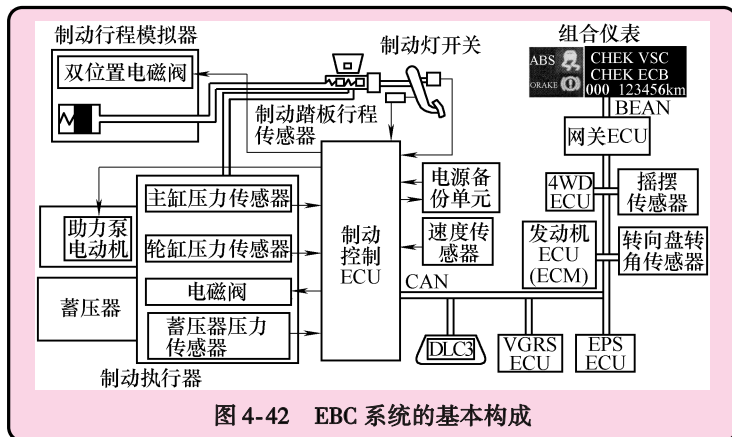 制动行程模拟器
双位置电磁阀
制动灯开关
组合仪表
ABS
ORAKE
CHEK VSC
CHEK ECB
000 123456km
BEAN
网关ECU
制动踏板行程
传感器
4WD
ECU
摇摆
传感器
电源备
份单元
主缸压力传感器
助力泵
电动机
轮缸压力传感器
制动
控制
ECU
速度传
感器
发动机
ECU
(ECM)
转向盘转
角传感器
蓄压器
电磁阀
CAN
蓄压器压力
传感器
DLC3
VGRS
ECU
EPS
ECU
制动执行器
图 4-42 EBC 系统的基本构成